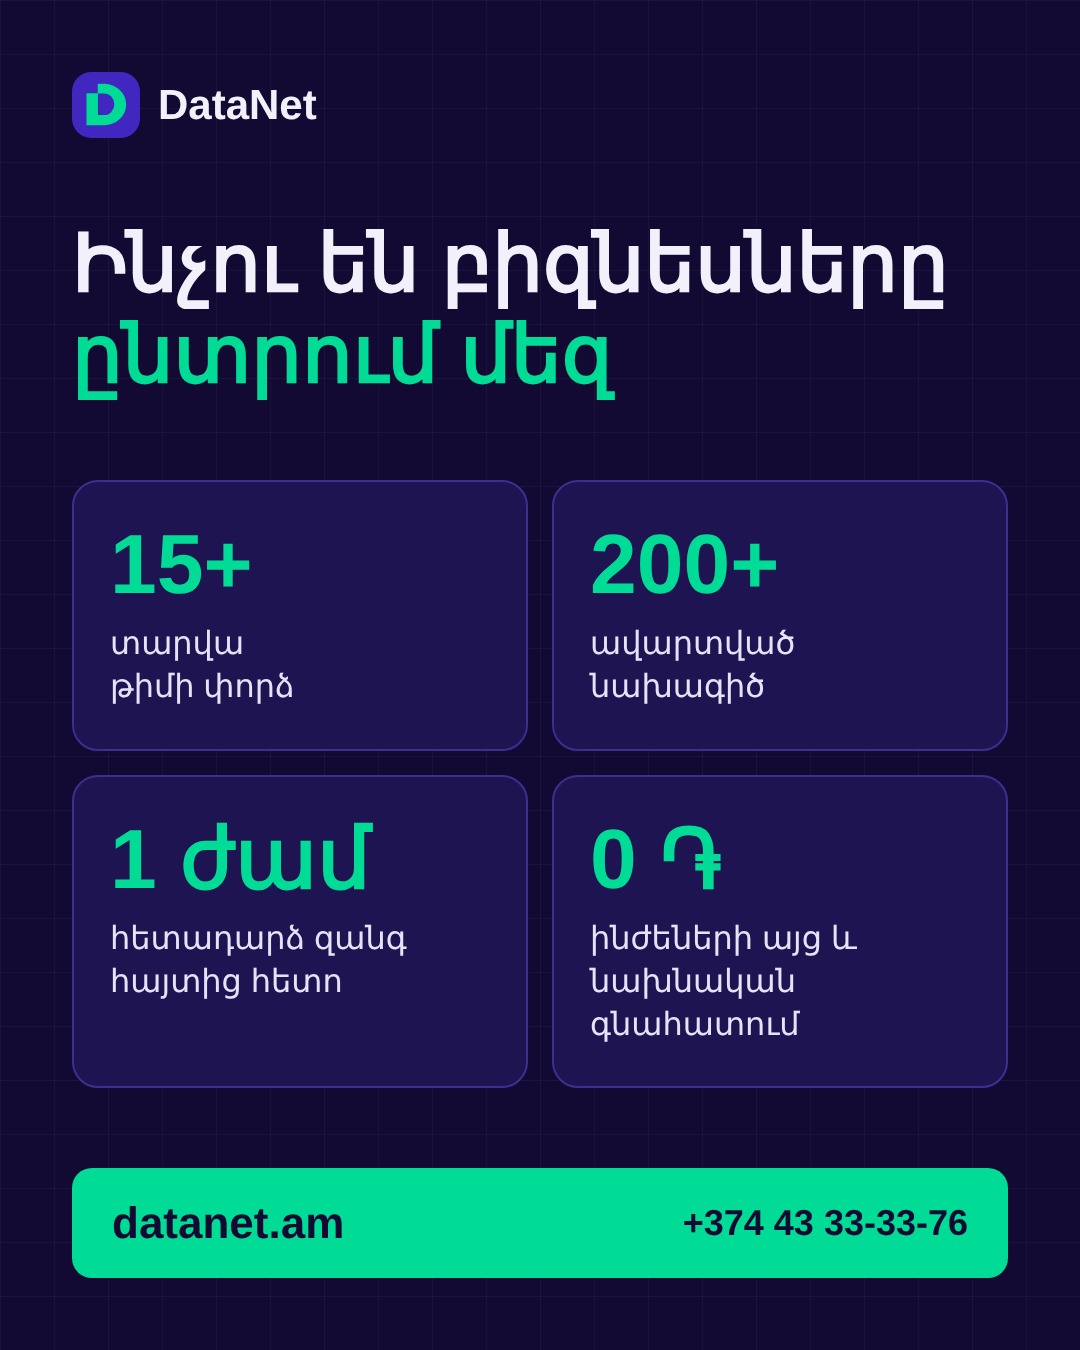 DataNet
Ինչու են բիզնեսները
ընտրում մեզ
15+
տարվա
թիմի փորձ
200+
ավարտված
նախագիծ
1 ժամ
հետադարձ զանգ
հայտից հետո
0 ֏
ինժեների այց և
նախնական
գնահատում
datanet.am
+374 43 33-33-76